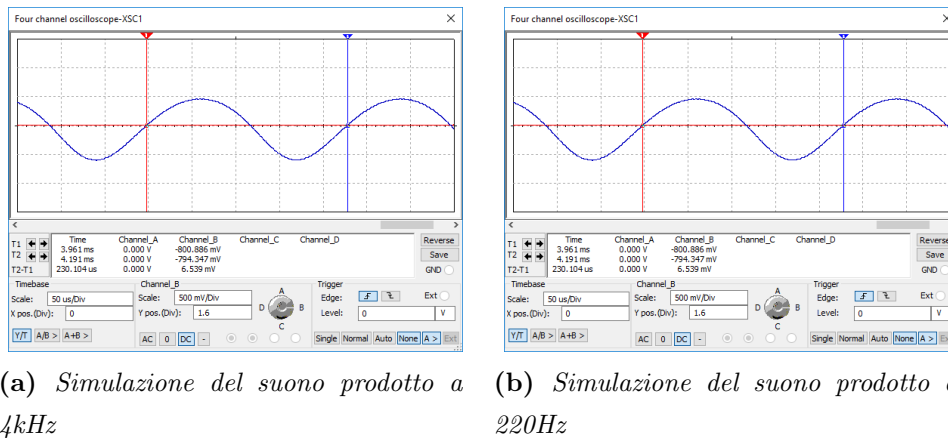 Four channel oscilloscope-XSC1
Time Channel_A Channel_B Channel_C Channel_D
T1 3.961 ms 0.000 V -800.886 mV
T2 4.191 ms 0.000 V -794.347 mV
T2-T1 230.104 us 0.000 V 6.539 mV
Reverse
Save
GND
Timebase
Scale: 50 us/Div
X pos.(Div): 0
Y/T A/B > A+B >
Channel_B
Scale: 500 mV/Div
Y pos.(Div): 1.6
AC 0 DC -
A
D B
C
Trigger
Edge: Ext
Level: 0 V
Single Normal Auto None A > Ext
(a) Simulazione del suono prodotto a
4kHz
Four channel oscilloscope-XSC1
Time Channel_A Channel_B Channel_C Channel_D
T1 3.961 ms 0.000 V -800.886 mV
T2 4.191 ms 0.000 V -794.347 mV
T2-T1 230.104 us 0.000 V 6.539 mV
Save
GND
Timebase
Scale: 50 us/Div
X pos.(Div): 0
Y/T A/B > A+B >
Channel_B
Scale: 500 mV/Div
Y pos.(Div): 1.6
AC 0 DC -
A
D B
C
Trigger
Edge: Ext
Level: 0 V
Single Normal Auto None A >
(b) Simulazione del suono prodotto
220Hz